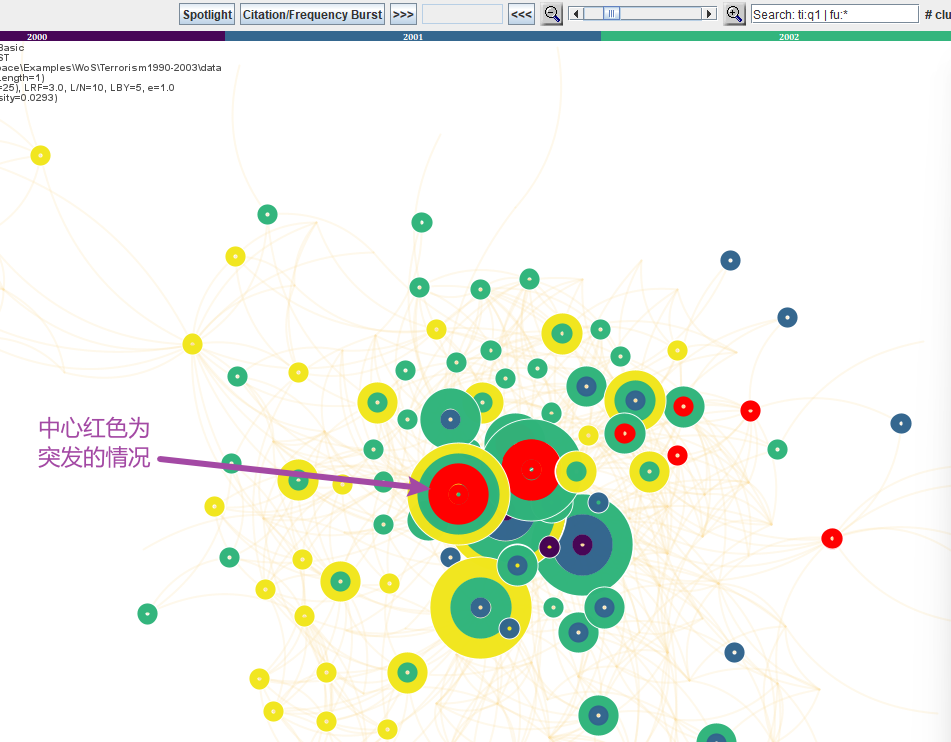 Spotlight Citation/Frequency Burst >>> <<< Search: ti:q1 | fu:* # clu
2000 2001 2002
Basic
ST
pace\Examples\WoS\Terrorism1990-2003\data
Length=1)
=25), LRF=3.0, L/N=10, LBY=5, e=1.0
sity=0.0293)
中心红色为
突发的情况